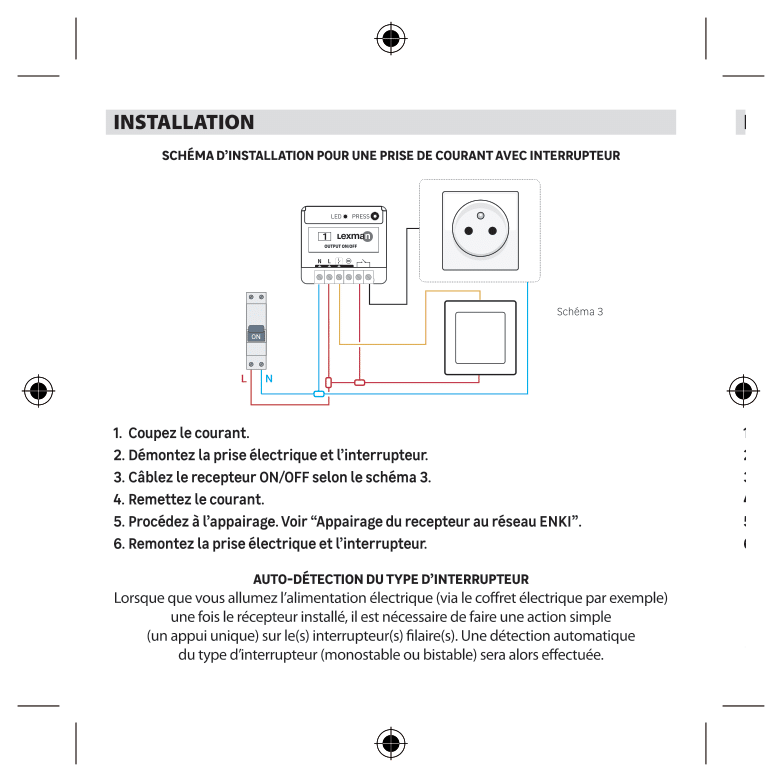 INSTALLATION
SCHÉMA D'INSTALLATION POUR UNE PRISE DE COURANT AVEC INTERRUPTEUR
LED PRESS
1 Lexman
OUTPUT ON/OFF
N L
Schéma 3
ON
L N
1. Coupez le courant.
2. Démontez la prise électrique et l'interrupteur.
3. Câblez le recepteur ON/OFF selon le schéma 3.
4. Remettez le courant.
5. Procédez à l'appairage. Voir “Appairage du recepteur au réseau ENKI”.
6. Remontez la prise électrique et l'interrupteur.
AUTO-DÉTECTION DU TYPE D'INTERRUPTEUR
Lorsque que vous allumez l'alimentation électrique (via le coffret électrique par exemple)
une fois le récepteur installé, il est nécessaire de faire une action simple
(un appui unique) sur le(s) interrupteur(s) filaire(s). Une détection automatique
du type d'interrupteur (monostable ou bistable) sera alors effectuée.